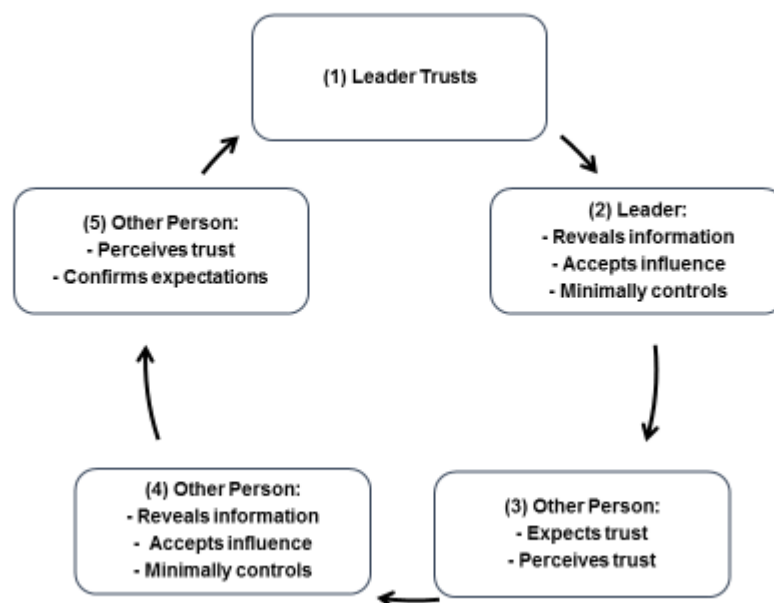 (1) Leader Trusts
(2) Leader:
- Reveals information
- Accepts influence
- Minimally controls
(3) Other Person:
- Expects trust
- Perceives trust
(4) Other Person:
- Reveals information
- Accepts influence
- Minimally controls
(5) Other Person:
- Perceives trust
- Confirms expectations